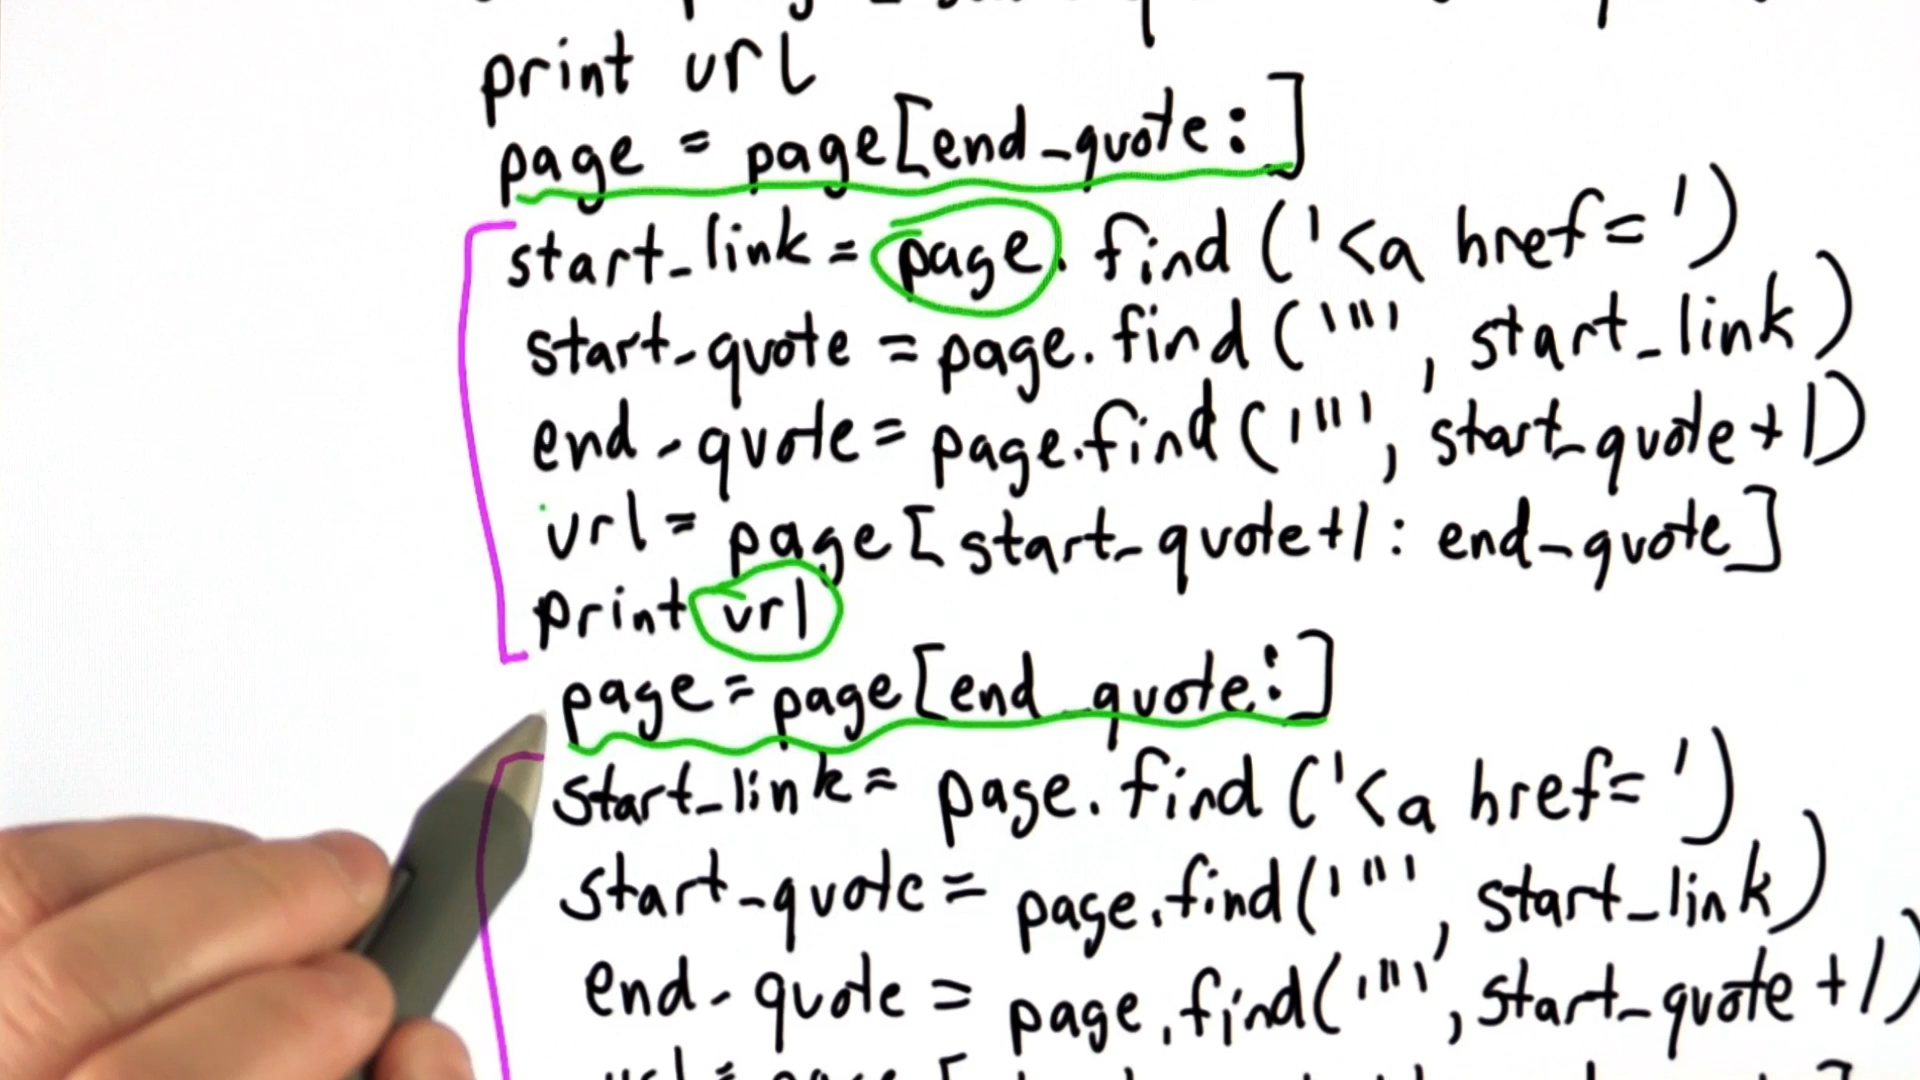 print url
page = page[end_quote:]
start_link = page.find('<a href=')
start_quote = page.find('"', start_link)
end_quote = page.find('"', start_quote+1)
url = page[start_quote+1: end_quote]
print url
page = page[end_quote:]
start_link = page.find('<a href=')
start_quote = page.find('"', start_link)
end_quote = page.find('"', start_quote+1)